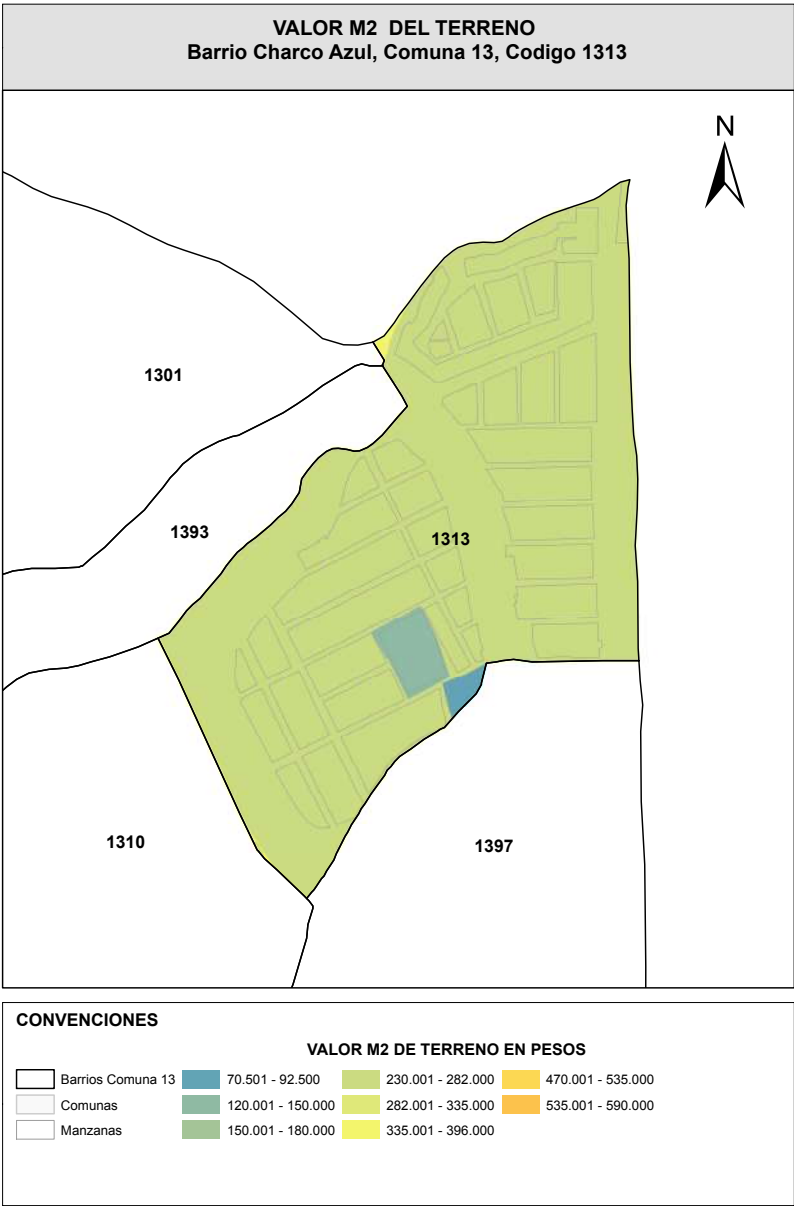 VALOR M2 DEL TERRENO
Barrio Charco Azul, Comuna 13, Codigo 1313
N
1301
1393
1313
1310
1397
CONVENCIONES
VALOR M2 DE TERRENO EN PESOS
Barrios Comuna 13
70.501 - 92.500
230.001 - 282.000
470.001 - 535.000
Comunas
120.001 - 150.000
282.001 - 335.000
535.001 - 590.000
Manzanas
150.001 - 180.000
335.001 - 396.000